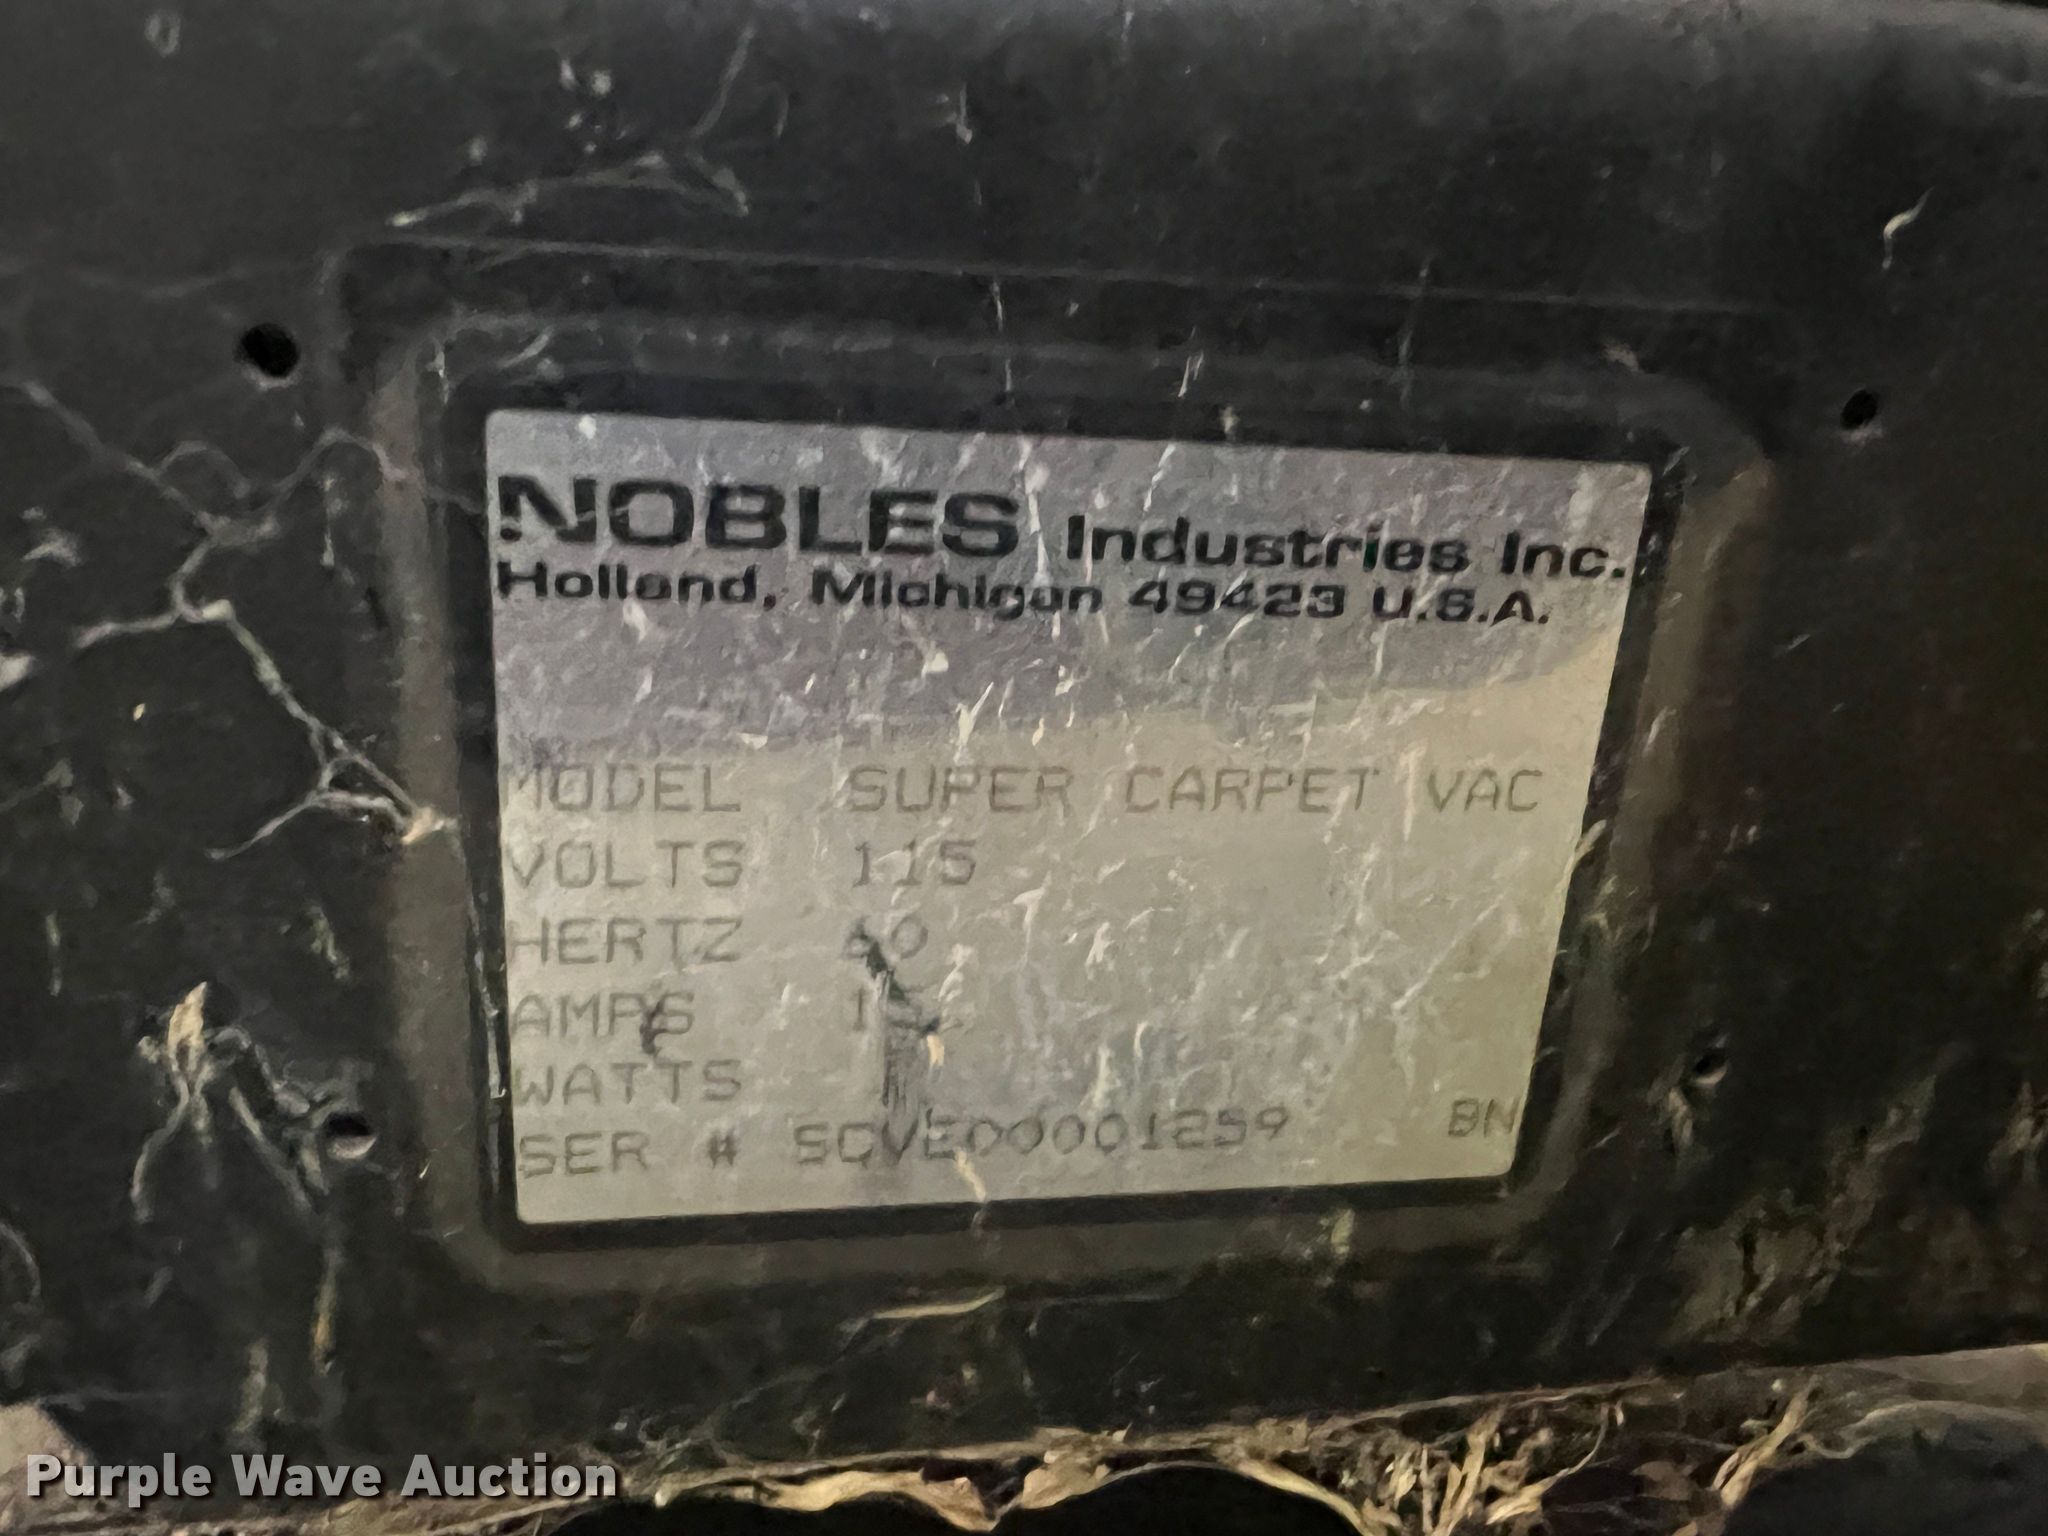 NOBLES Industries Inc.
Holland, Michigan 49423 U.S.A.
MODEL SUPER CARPET VAC
VOLTS 115
HERTZ 60
AMPS
WATTS
SER # SCVE00001259 BN
Purple Wave Auction